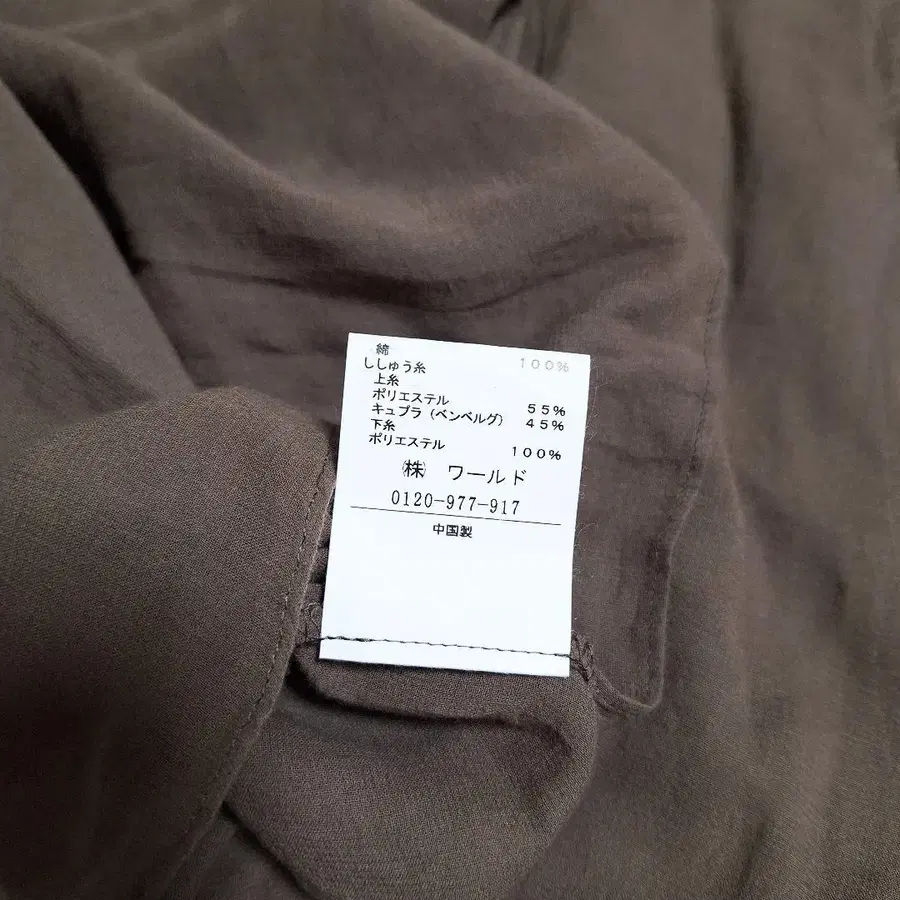 綿 100%
ししゅう糸
上糸
ポリエステル 55%
キュプラ(ベンベルグ) 45%
下糸
ポリエステル 100%
㈱ ワールド
0120-977-917
中国製